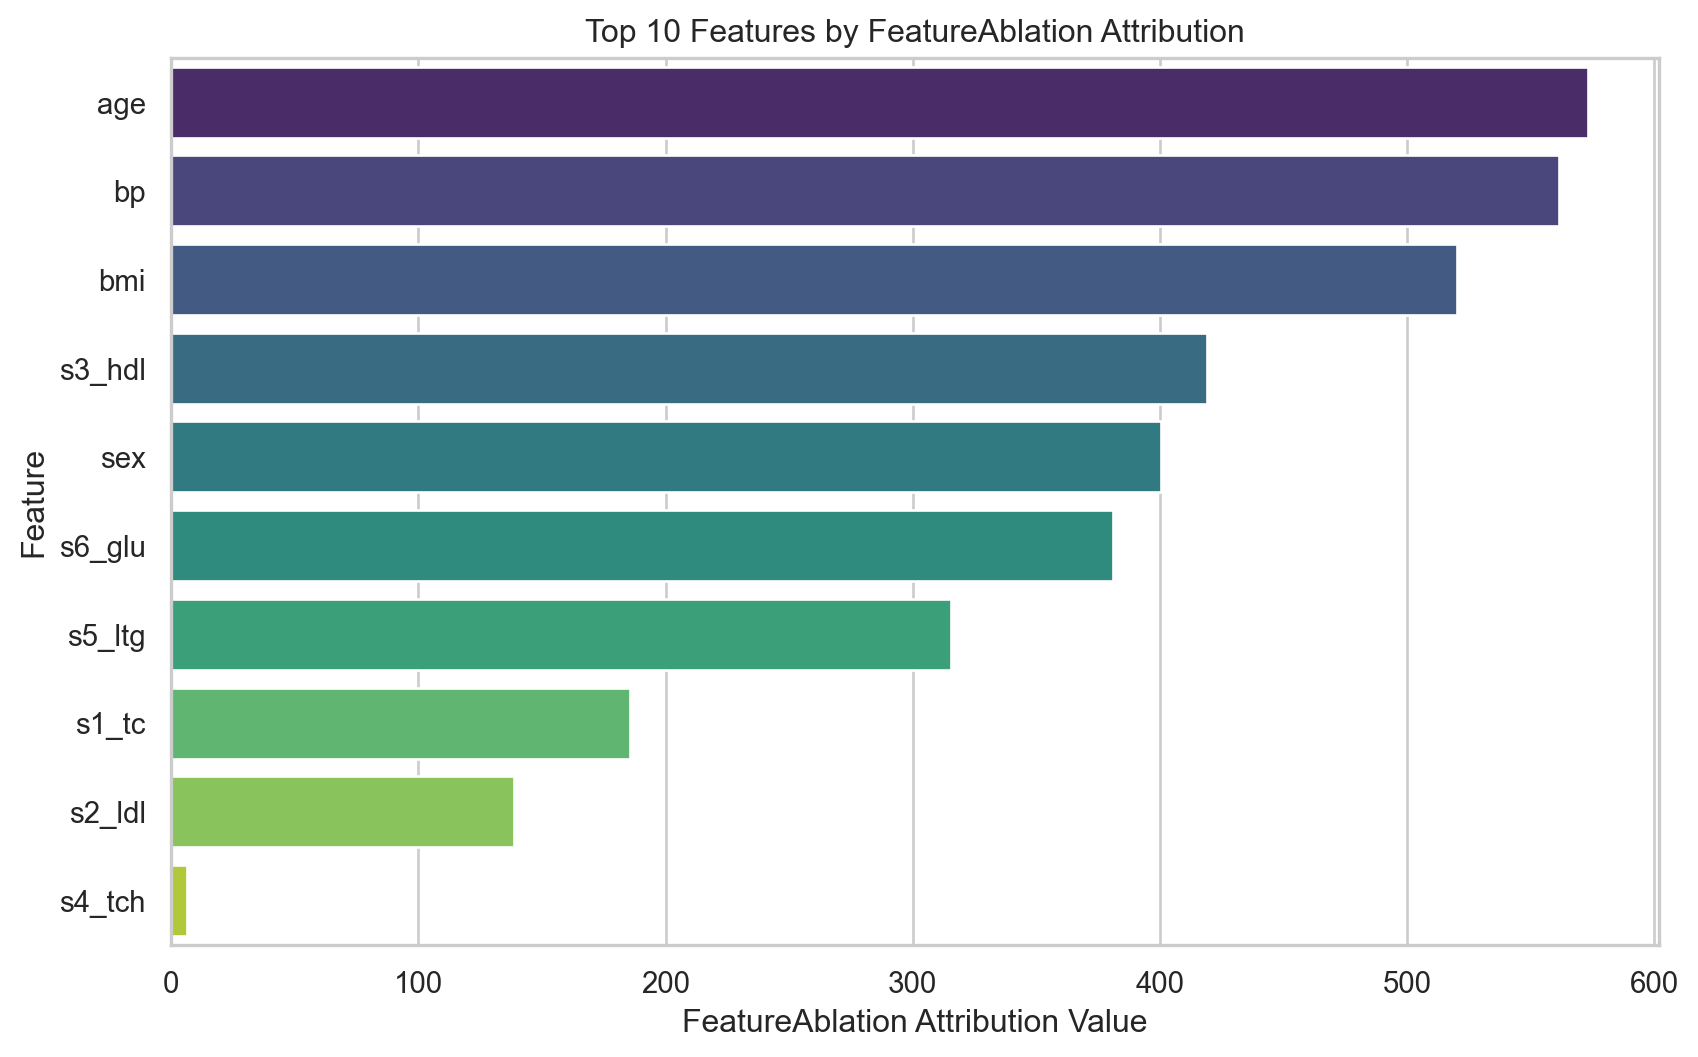 Top 10 Features by FeatureAblation Attribution
Feature
age
bp
bmi
s3_hdl
sex
s6_glu
s5_ltg
s1_tc
s2_ldl
s4_tch
0 100 200 300 400 500 600
FeatureAblation Attribution Value